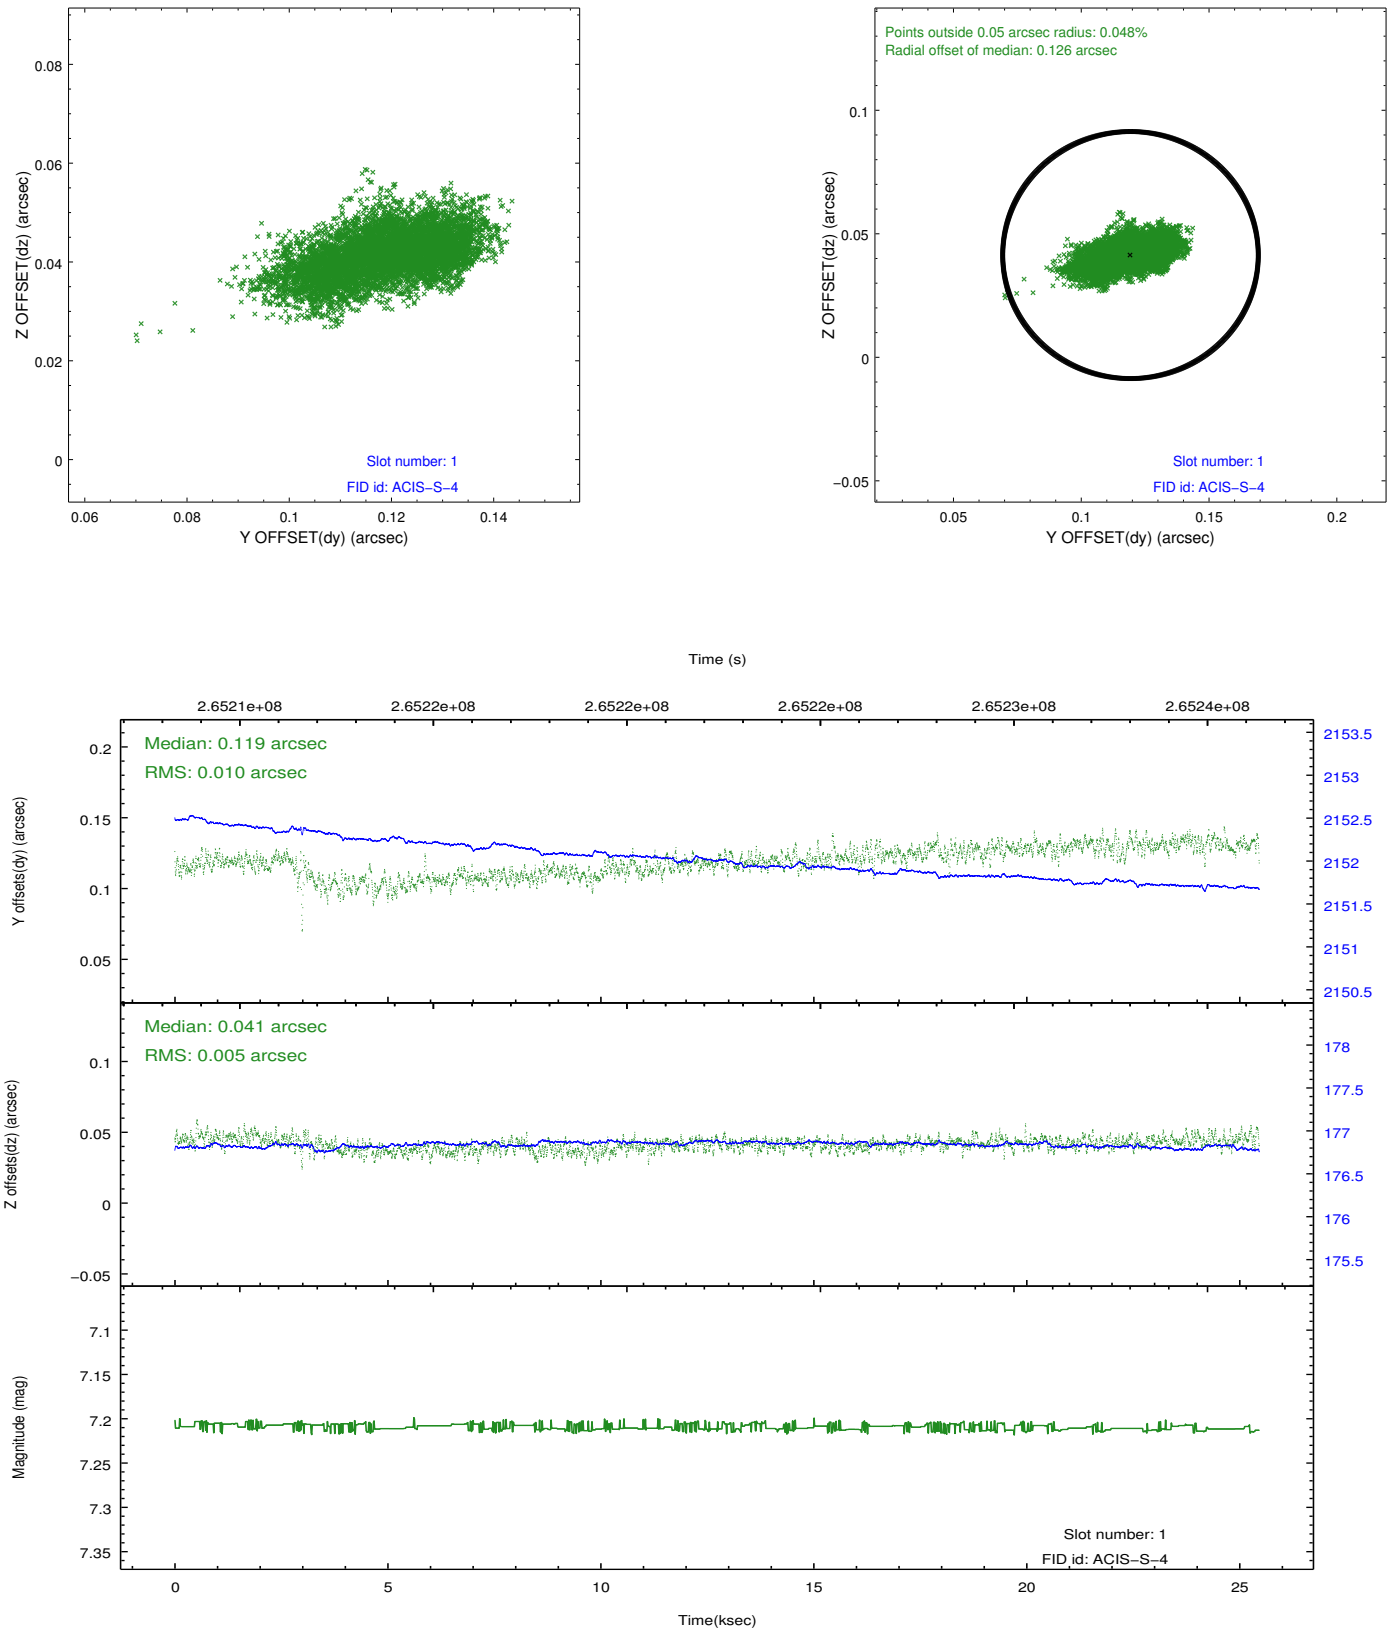 0.08
0.06
0.04
0.02
0
Z OFFSET(dz) (arcsec)
Slot number: 1
FID id: ACIS−S−4
0.06 0.08 0.1 0.12 0.14
Y OFFSET(dy) (arcsec)
Points outside 0.05 arcsec radius: 0.048%
Radial offset of median: 0.126 arcsec
0.1
0.05
0
−0.05
Z OFFSET(dz) (arcsec)
Slot number: 1
FID id: ACIS−S−4
0.05 0.1 0.15 0.2
Y OFFSET(dy) (arcsec)
Time (s)
2.6521e+08 2.6522e+08 2.6522e+08 2.6522e+08 2.6523e+08 2.6524e+08
Median: 0.119 arcsec
RMS: 0.010 arcsec
0.2
0.15
0.1
0.05
Y offsets(dy) (arcsec)
2153.5
2153
2152.5
2152
2151.5
2151
2150.5
Median: 0.041 arcsec
RMS: 0.005 arcsec
0.1
0.05
0
−0.05
Z offsets(dz) (arcsec)
178
177.5
177
176.5
176
175.5
7.1
7.15
7.2
7.25
7.3
7.35
Magnitude (mag)
Slot number: 1
FID id: ACIS−S−4
0 5 10 15 20 25
Time(ksec)